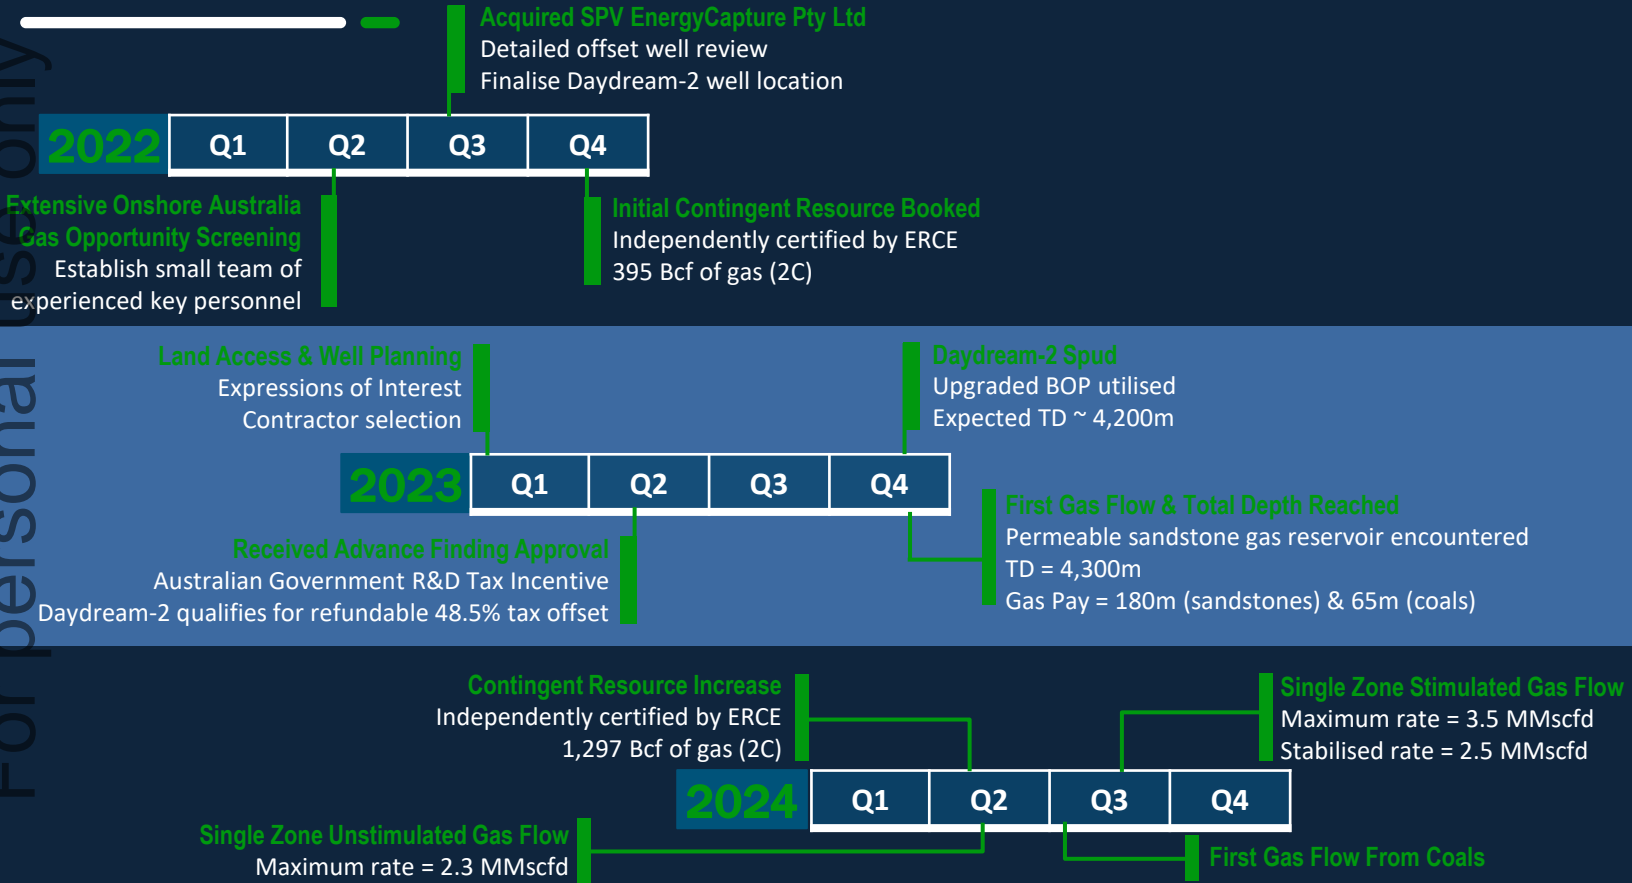 Acquired SPV EnergyCapture Pty Ltd
Detailed offset well review
Finalise Daydream-2 well location
2022 Q1 Q2 Q3 Q4
Extensive Onshore Australia
Gas Opportunity Screening
Establish small team of
experienced key personnel
Initial Contingent Resource Booked
Independently certified by ERCE
395 Bcf of gas (2C)
Land Access & Well Planning
Expressions of Interest
Contractor selection
Daydream-2 Spud
Upgraded BOP utilised
Expected TD ~ 4,200m
2023 Q1 Q2 Q3 Q4
Received Advance Finding Approval
Australian Government R&D Tax Incentive
Daydream-2 qualifies for refundable 48.5% tax offset
First Gas Flow & Total Depth Reached
Permeable sandstone gas reservoir encountered
TD = 4,300m
Gas Pay = 180m (sandstones) & 65m (coals)
Contingent Resource Increase
Independently certified by ERCE
1,297 Bcf of gas (2C)
Single Zone Stimulated Gas Flow
Maximum rate = 3.5 MMscfd
Stabilised rate = 2.5 MMscfd
2024 Q1 Q2 Q3 Q4
Single Zone Unstimulated Gas Flow
Maximum rate = 2.3 MMscfd
First Gas Flow From Coals
For personal use only